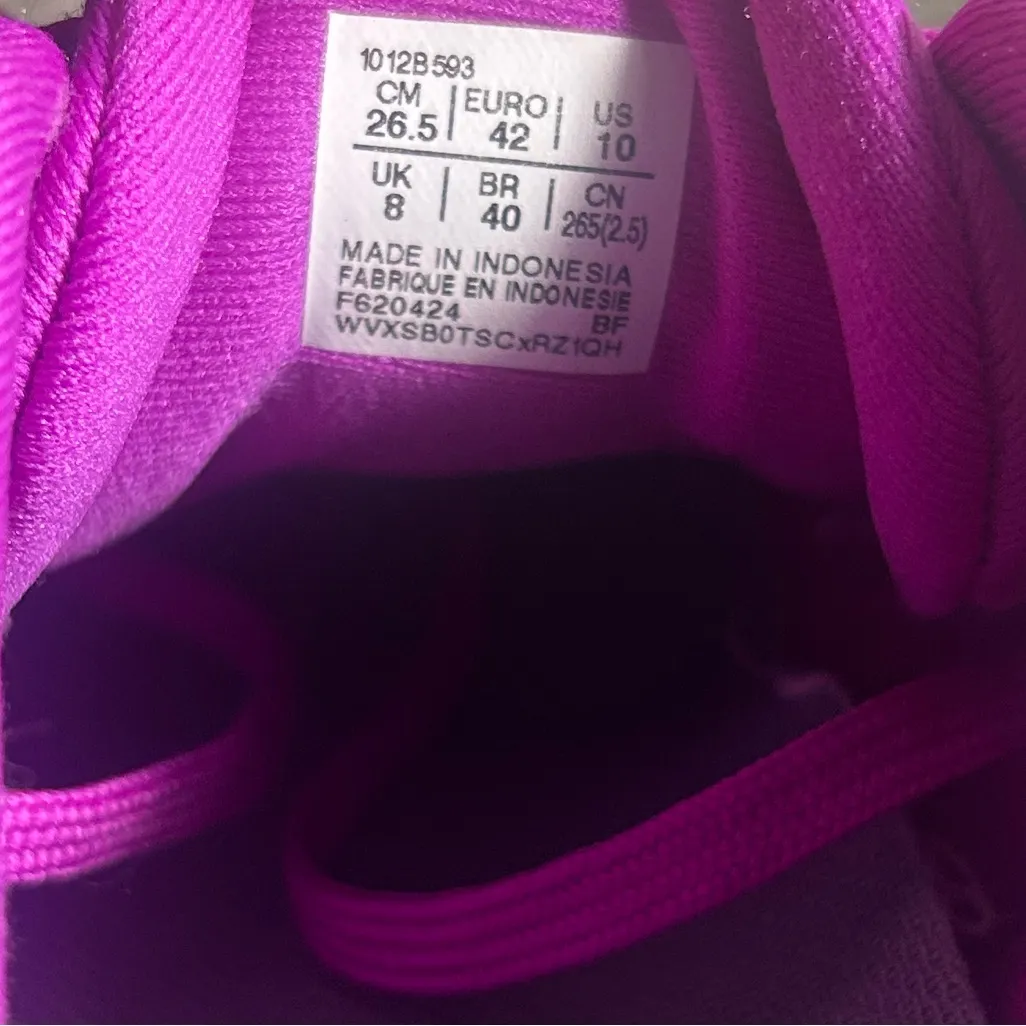 1012B593
CM | EURO | US
26.5 | 42 | 10
UK | BR | CN
8 | 40 | 265(2.5)
MADE IN INDONESIA
FABRIQUE EN INDONESIE
F620424 BF
WVXSB0TSCxRZ1QH